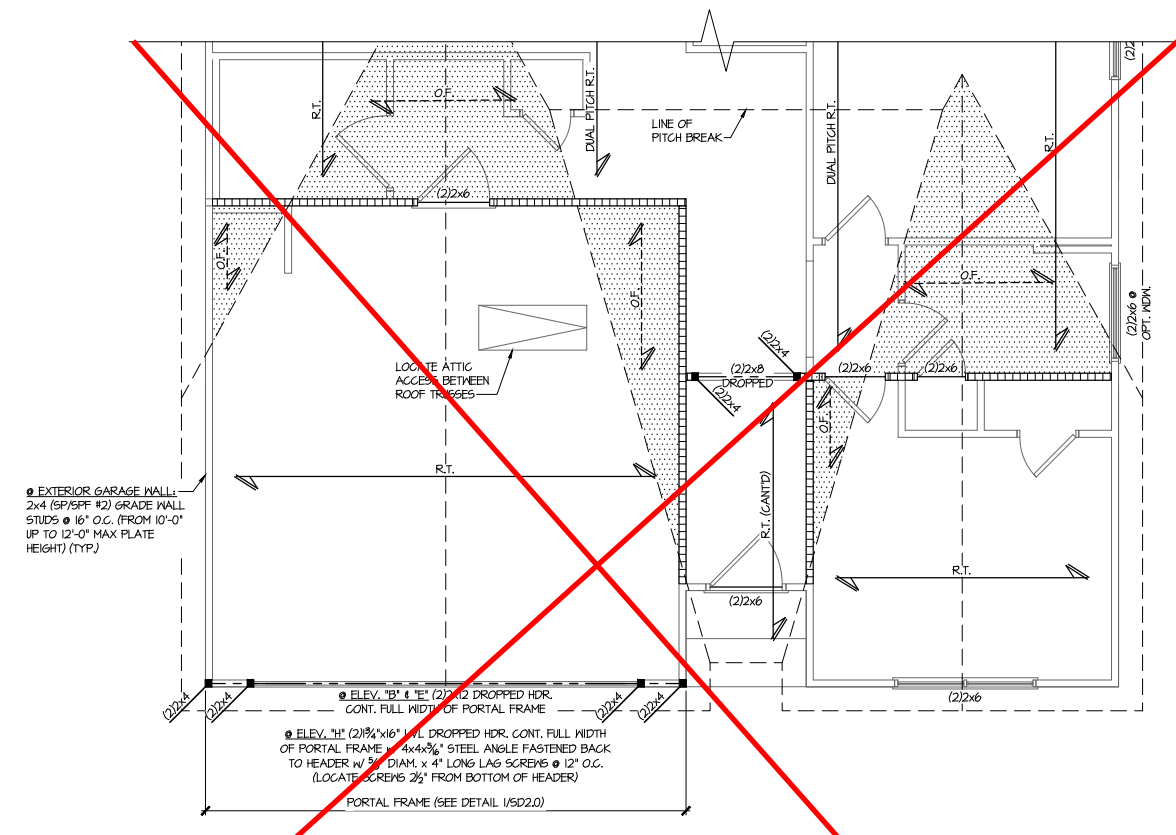 (2)2
R.T.
O.F.
DUAL PITCH R.T.
LINE OF
PITCH BREAK
DUAL PITCH R.T.
R.T.
(2)2x6
O.F.
O.F.
O.F.
(2)2x6 @
OPT. WDW.
LOCATE ATTIC
ACCESS BETWEEN
ROOF TRUSSES
(2)2x4
(2)2x8
DROPPED
(2)2x4
(2)2x6
(2)2x6
O.F.
R.T.
R.T. (CANT'D)
@ EXTERIOR GARAGE WALL:
2x4 (SP/SPF #2) GRADE WALL
STUDS @ 16" O.C. (FROM 10'-0"
UP TO 12'-0" MAX PLATE
HEIGHT) (TYP.)
R.T.
(2)2x6
(2)2x4
(2)2x4
(2)2x4
(2)2x4
(2)2x6
@ ELEV. "B" & "E" (2)2x12 DROPPED HDR.
CONT. FULL WIDTH OF PORTAL FRAME
@ ELEV. "H" (2)1¾"x16" LVL DROPPED HDR. CONT. FULL WIDTH
OF PORTAL FRAME w/ 4x4x5/16" STEEL ANGLE FASTENED BACK
TO HEADER w/ DIAM. x 4" LONG LAG SCREWS @ 12" O.C.
(LOCATE SCREWS 2½" FROM BOTTOM OF HEADER)
PORTAL FRAME (SEE DETAIL 1/SD2.0)